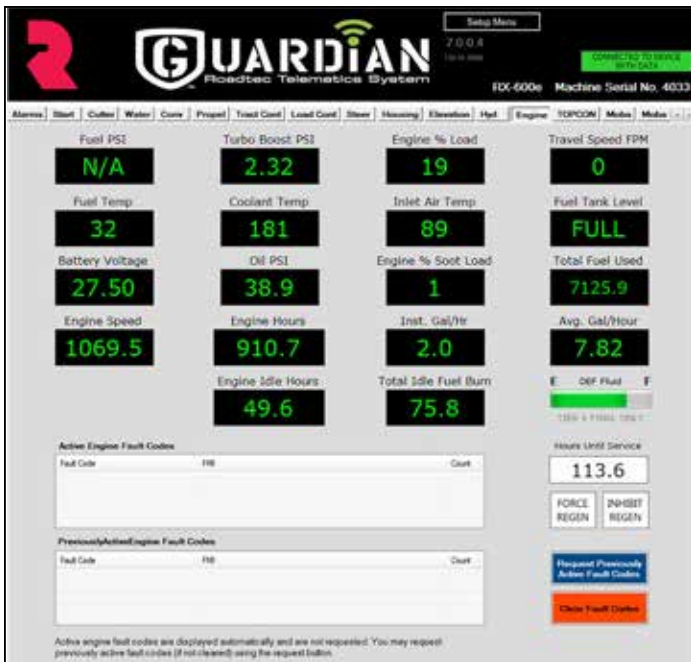 GUARDIAN
Roadtec Telematics System
Setup Menu
7.0.0.4
CONNECTED TO DEVICE
WITH DATA
RX-600e Machine Serial No. 4033
Alarms Start Cutter Water Conv Propel Tract Cont Load Cont Steer Housing Elevation Hyd Engine TOPCON Moba Moba
Fuel PSI Turbo Boost PSI Engine % Load Travel Speed FPM
N/A 2.32 19 0
Fuel Temp Coolant Temp Inlet Air Temp Fuel Tank Level
32 181 89 FULL
Battery Voltage Oil PSI Engine % Soot Load Total Fuel Used
27.50 38.9 1 7125.9
Engine Speed Engine Hours Inst. Gal/Hr Avg. Gal/Hour
1069.5 910.7 2.0 7.82
Engine Idle Hours Total Idle Fuel Burn E DEF Fluid F
49.6 75.8
TIER 4 FINAL ONLY
Active Engine Fault Codes Hours Until Service
Fault Code FMI Count
113.6
FORCE REGEN INHIBIT REGEN
PreviouslyActiveEngine Fault Codes
Fault Code FMI Count
Request Previously
Active Fault Codes
Clear Fault Codes
Active engine fault codes are displayed automatically and are not requested. You may request
previously active fault codes (if not cleared) using the request button.